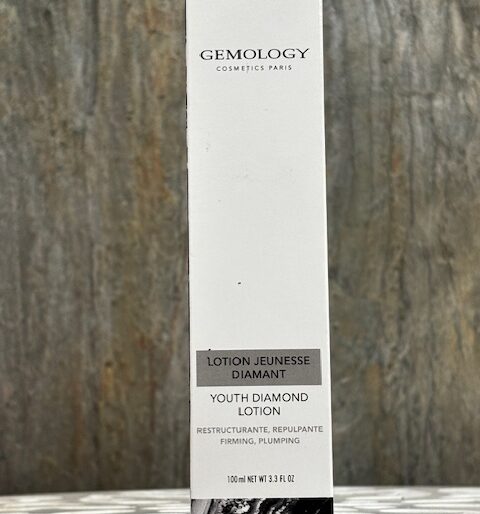 GEMOLOGY
COSMETICS PARIS
LOTION JEUNESSE
DIAMANT
YOUTH DIAMOND
LOTION
RESTRUCTURANTE, REPULPANTE
FIRMING, PLUMPING
100 ml NET WT 3.3 FL OZ